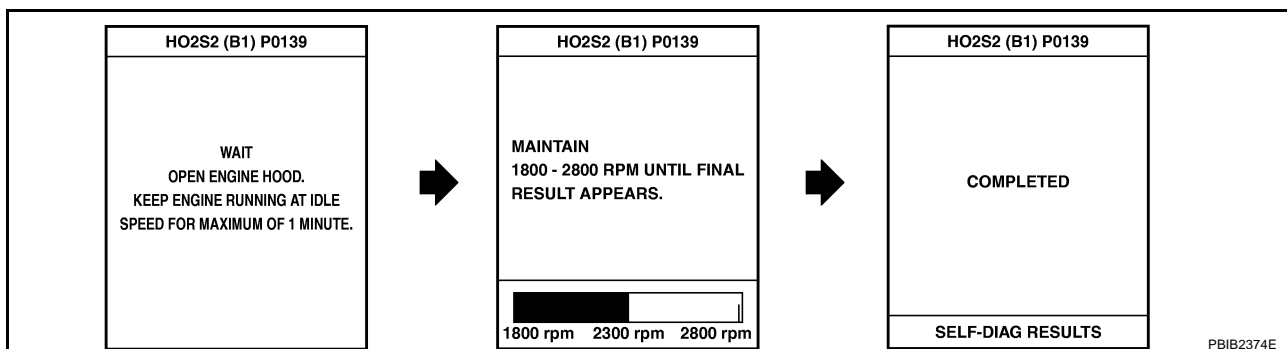 HO2S2 (B1) P0139
WAIT
OPEN ENGINE HOOD.
KEEP ENGINE RUNNING AT IDLE
SPEED FOR MAXIMUM OF 1 MINUTE.
HO2S2 (B1) P0139
MAINTAIN
1800 - 2800 RPM UNTIL FINAL
RESULT APPEARS.
1800 rpm 2300 rpm 2800 rpm
HO2S2 (B1) P0139
COMPLETED
SELF-DIAG RESULTS
PBIB2374E